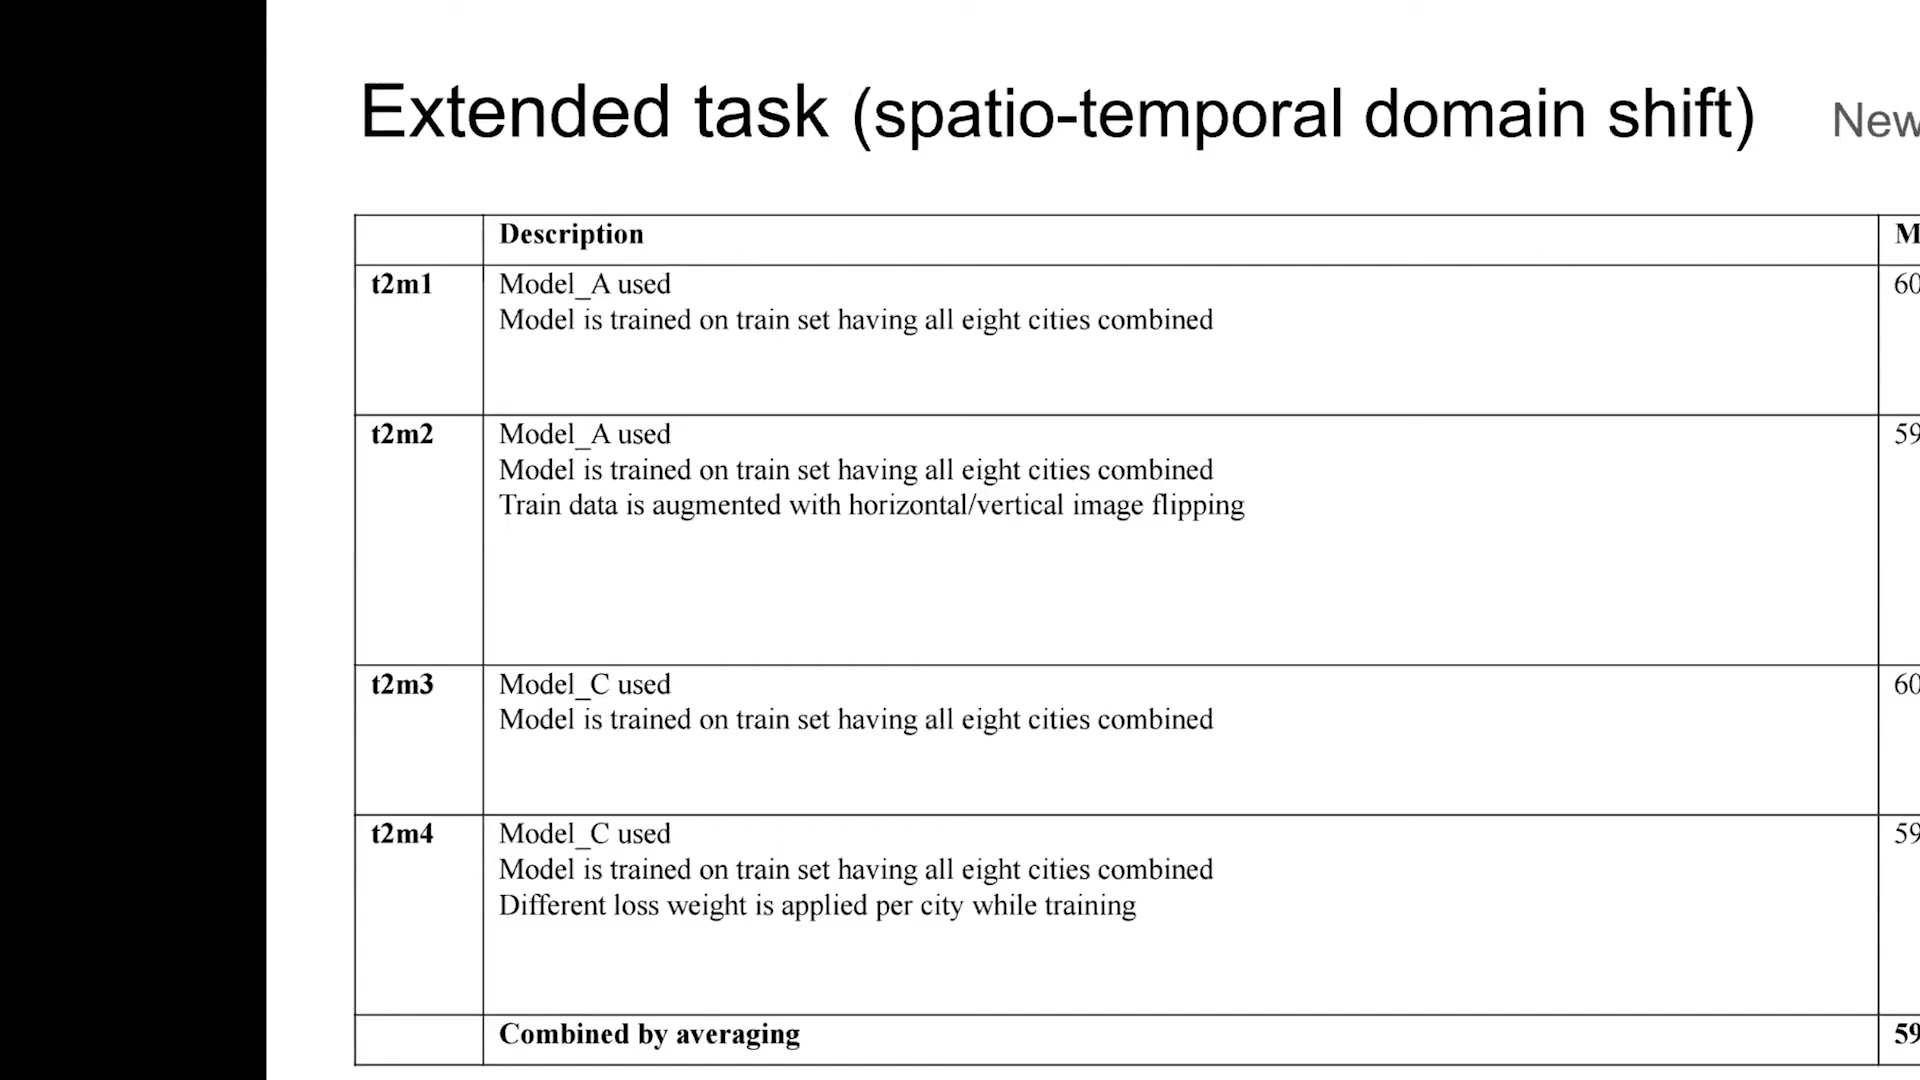 Extended task (spatio-temporal domain shift) New
Description M
t2m1 Model_A used 60
Model is trained on train set having all eight cities combined
t2m2 Model_A used 59
Model is trained on train set having all eight cities combined
Train data is augmented with horizontal/vertical image flipping
t2m3 Model_C used 60
Model is trained on train set having all eight cities combined
t2m4 Model_C used 59
Model is trained on train set having all eight cities combined
Different loss weight is applied per city while training
Combined by averaging 59